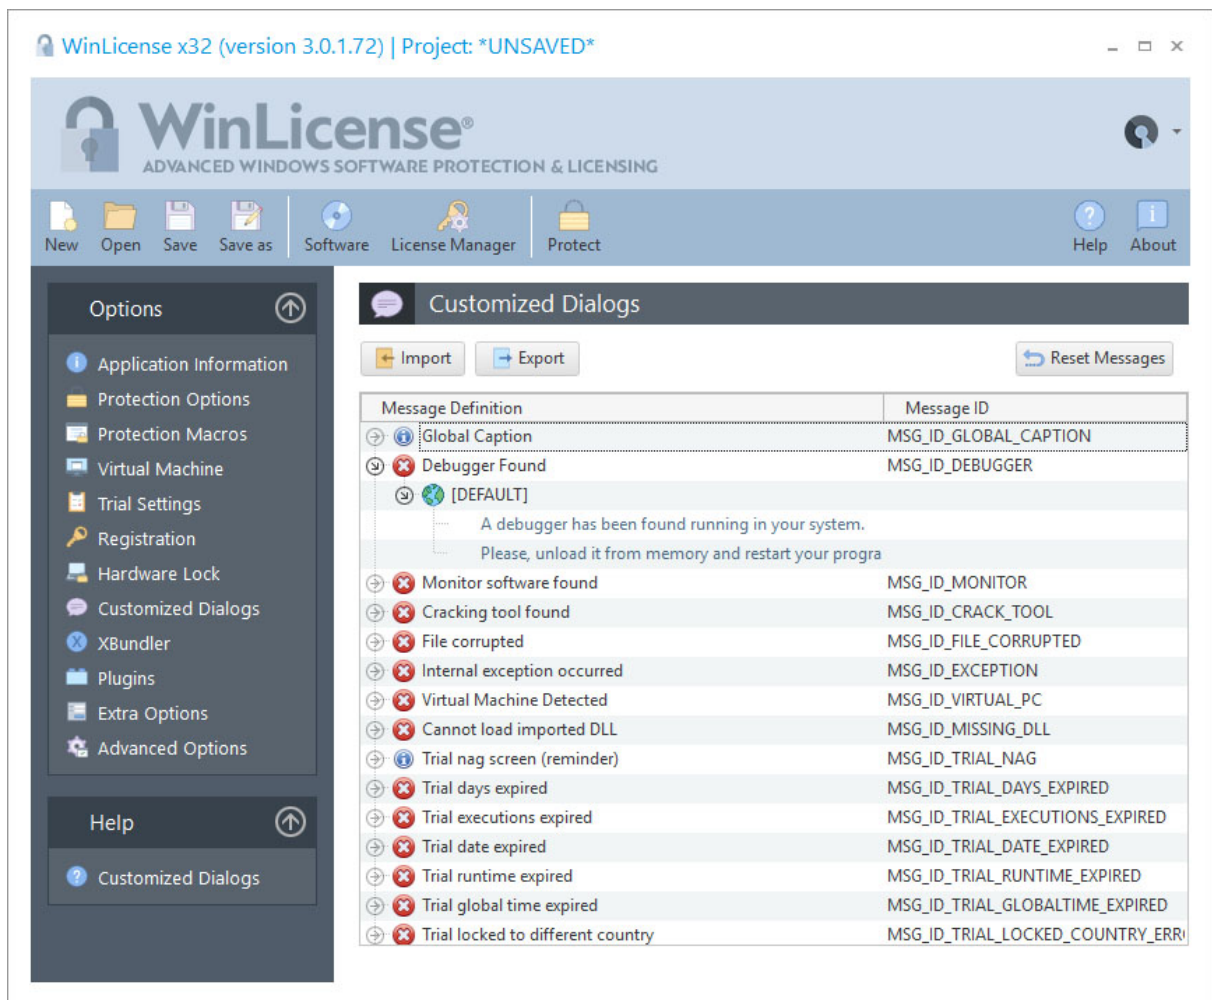 WinLicense x32 (version 3.0.1.72) | Project: *UNSAVED*
WinLicense®
ADVANCED WINDOWS SOFTWARE PROTECTION & LICENSING
New Open Save Save as Software License Manager Protect Help About
Options
Application Information
Protection Options
Protection Macros
Virtual Machine
Trial Settings
Registration
Hardware Lock
Customized Dialogs
XBundler
Plugins
Extra Options
Advanced Options
Help
Customized Dialogs
Customized Dialogs
Import Export Reset Messages
Message Definition Message ID
Global Caption MSG_ID_GLOBAL_CAPTION
Debugger Found MSG_ID_DEBUGGER
[DEFAULT]
A debugger has been found running in your system.
Please, unload it from memory and restart your progra
Monitor software found MSG_ID_MONITOR
Cracking tool found MSG_ID_CRACK_TOOL
File corrupted MSG_ID_FILE_CORRUPTED
Internal exception occurred MSG_ID_EXCEPTION
Virtual Machine Detected MSG_ID_VIRTUAL_PC
Cannot load imported DLL MSG_ID_MISSING_DLL
Trial nag screen (reminder) MSG_ID_TRIAL_NAG
Trial days expired MSG_ID_TRIAL_DAYS_EXPIRED
Trial executions expired MSG_ID_TRIAL_EXECUTIONS_EXPIRED
Trial date expired MSG_ID_TRIAL_DATE_EXPIRED
Trial runtime expired MSG_ID_TRIAL_RUNTIME_EXPIRED
Trial global time expired MSG_ID_TRIAL_GLOBALTIME_EXPIRED
Trial locked to different country MSG_ID_TRIAL_LOCKED_COUNTRY_ERR